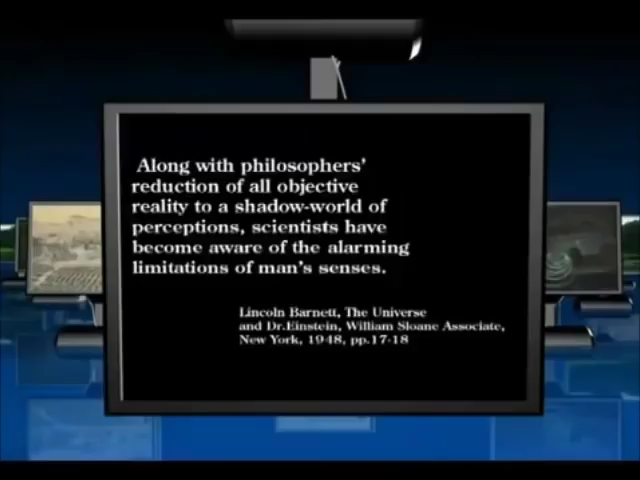 Along with philosophers'
reduction of all objective
reality to a shadow-world of
perceptions, scientists have
become aware of the alarming
limitations of man's senses.
Lincoln Barnett, The Universe
and Dr.Einstein, William Sloane Associate,
New York, 1948, pp.17-18